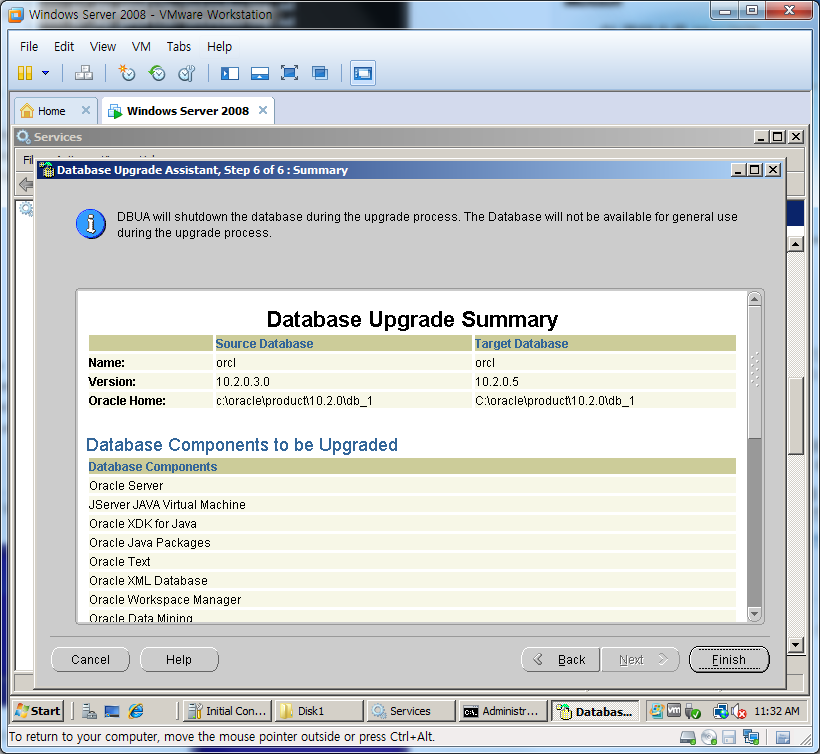 Windows Server 2008 - VMware Workstation
File Edit View VM Tabs Help
Home
Windows Server 2008
Services
Database Upgrade Assistant, Step 6 of 6 : Summary
DBUA will shutdown the database during the upgrade process. The Database will not be available for general use
during the upgrade process.
Database Upgrade Summary
Source Database Target Database
Name: orcl orcl
Version: 10.2.0.3.0 10.2.0.5
Oracle Home: c:\oracle\product\10.2.0\db_1 C:\oracle\product\10.2.0\db_1
Database Components to be Upgraded
Database Components
Oracle Server
JServer JAVA Virtual Machine
Oracle XDK for Java
Oracle Java Packages
Oracle Text
Oracle XML Database
Oracle Workspace Manager
Oracle Data Mining
Cancel Help Back Next Finish
Start Initial Con... Disk1 Services Administr... Databas... 11:32 AM
To return to your computer, move the mouse pointer outside or press Ctrl+Alt.